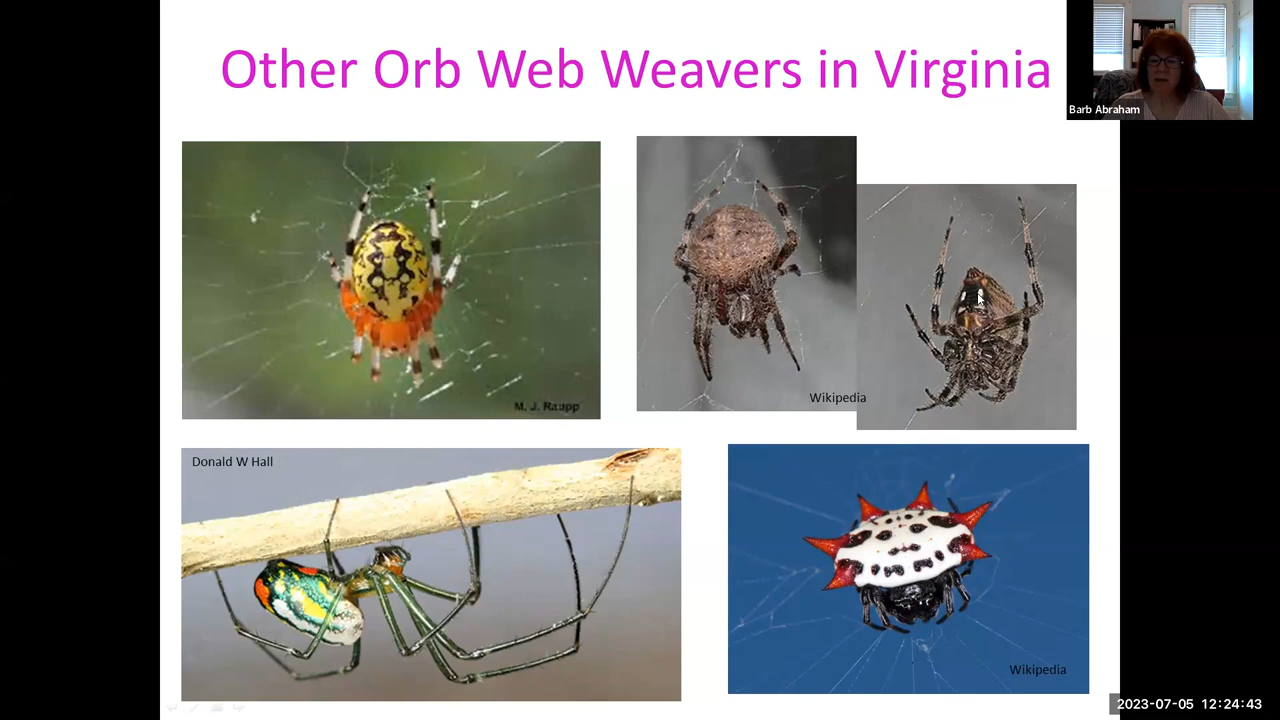 Other Orb Web Weavers in Virginia
Barb Abraham
M. J. Raupp
Wikipedia
Donald W Hall
Wikipedia
2023-07-05 12:24:43